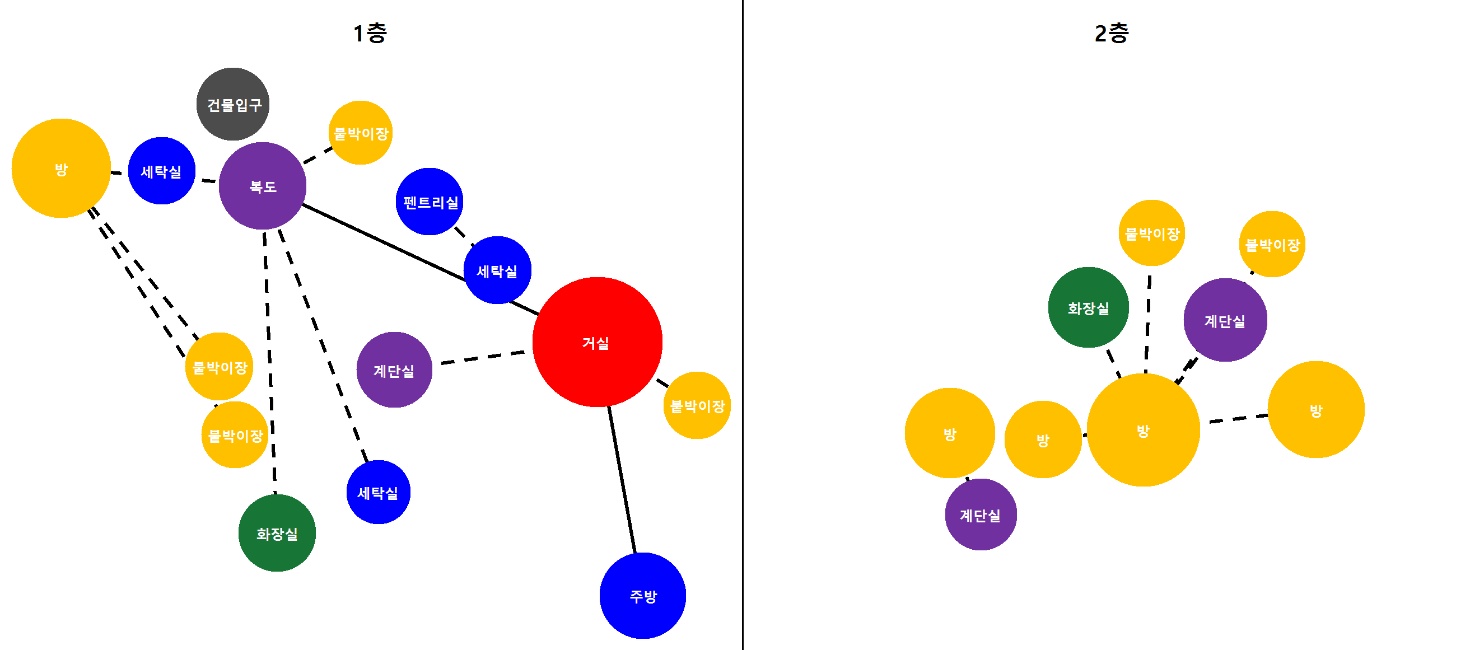 1층
건물입구
붙박이장
방
세탁실
복도
펜트리실
세탁실
거실
계단실
붙박이장
붙박이장
붙박이장
세탁실
화장실
주방
2층
붙박이장
붙박이장
화장실
계단실
방
방
방
방
계단실